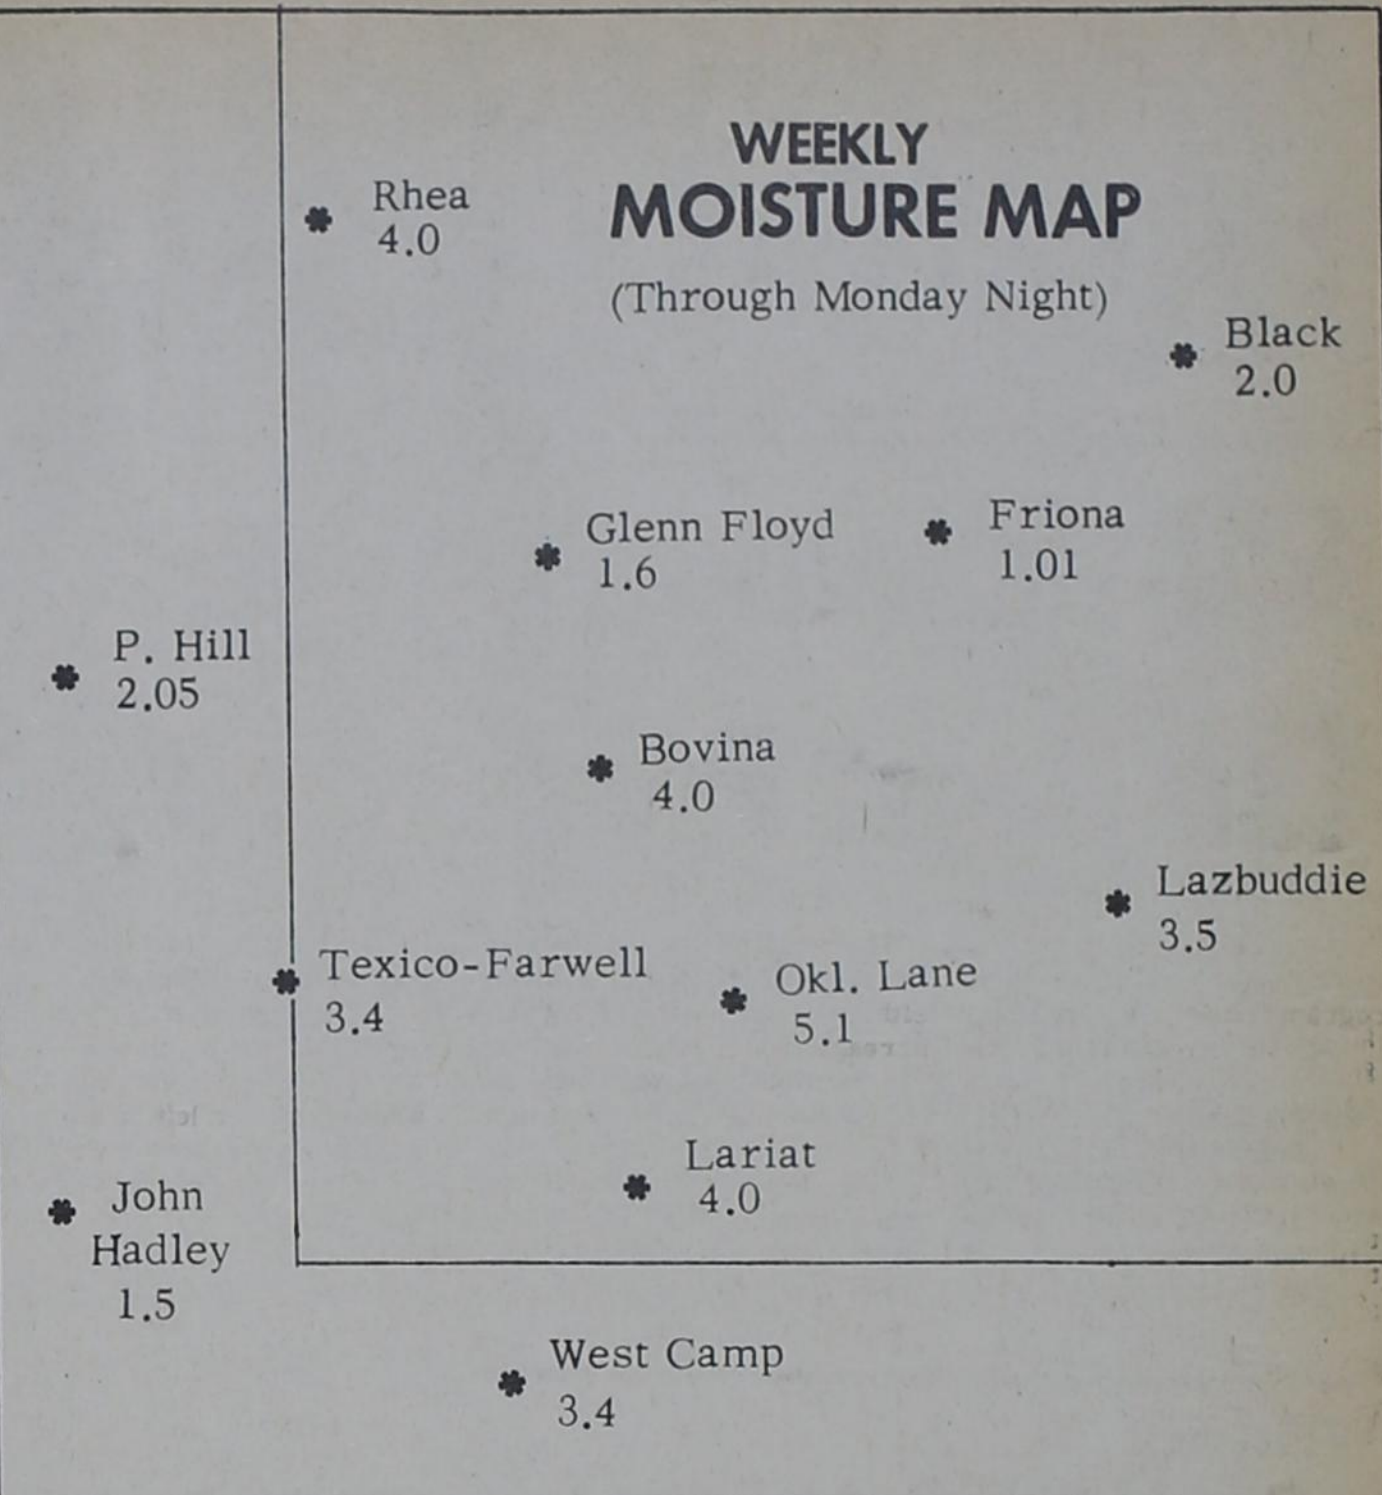 WEEKLY
MOISTURE MAP
(Through Monday Night)
Rhea
4.0
Black
2.0
Glenn Floyd
1.6
Friona
1.01
P. Hill
2.05
Bovina
4.0
Lazbuddie
3.5
Texico-Farwell
3.4
Okl. Lane
5.1
Lariat
4.0
John
Hadley
1.5
West Camp
3.4